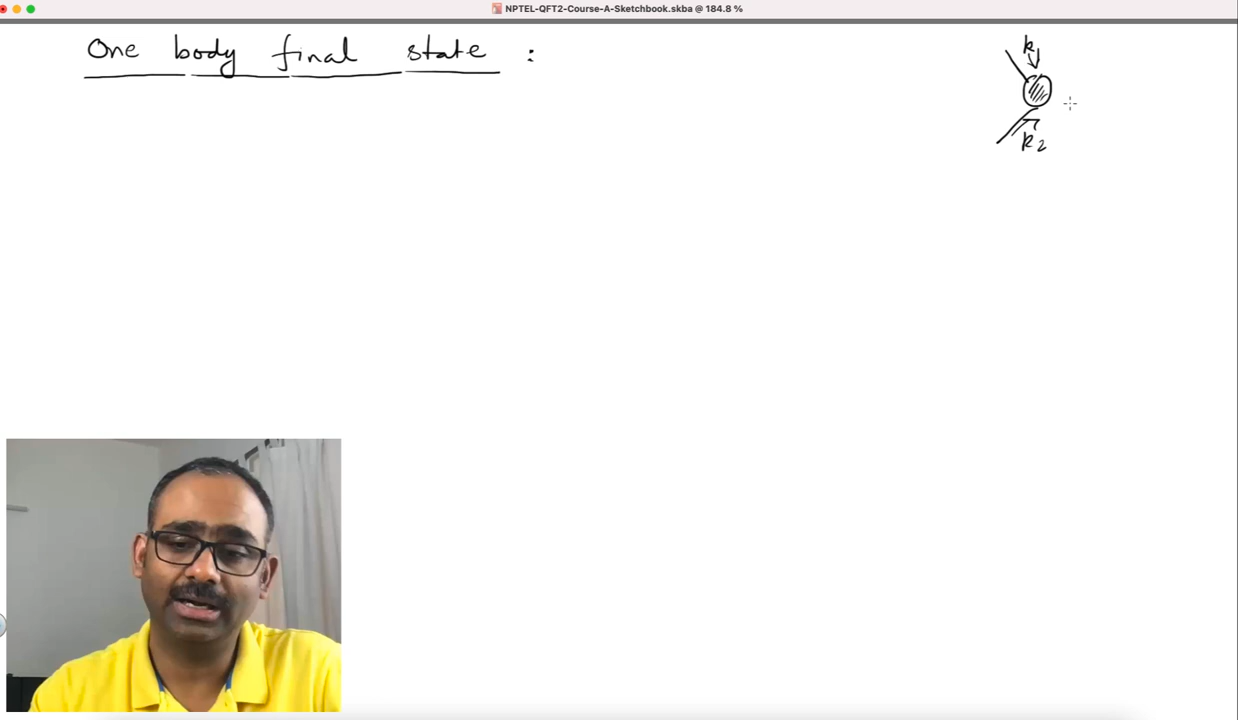 NPTEL-QFT2-Course-A-Sketchbook.skba @ 184.8 %
One body final state :
k1
k2